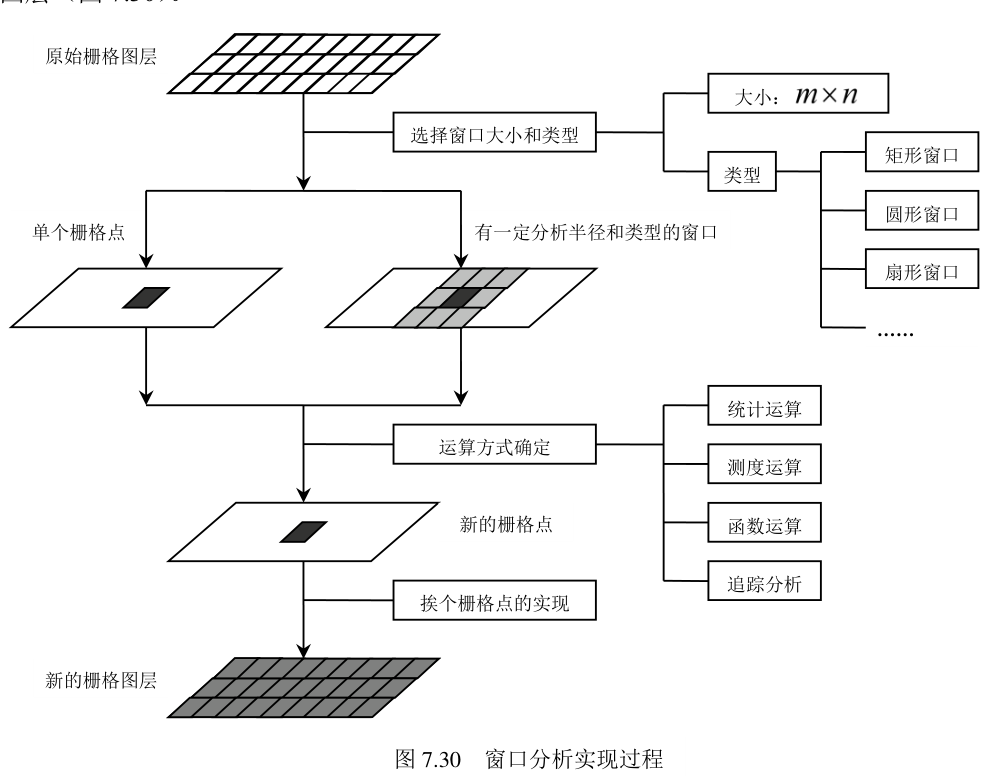 原始栅格图层
大小：m×n
选择窗口大小和类型
矩形窗口
类型
圆形窗口
单个栅格点
有一定分析半径和类型的窗口
扇形窗口
……
统计运算
运算方式确定
测度运算
新的栅格点
函数运算
追踪分析
挨个栅格点的实现
新的栅格图层
图 7.30 窗口分析实现过程